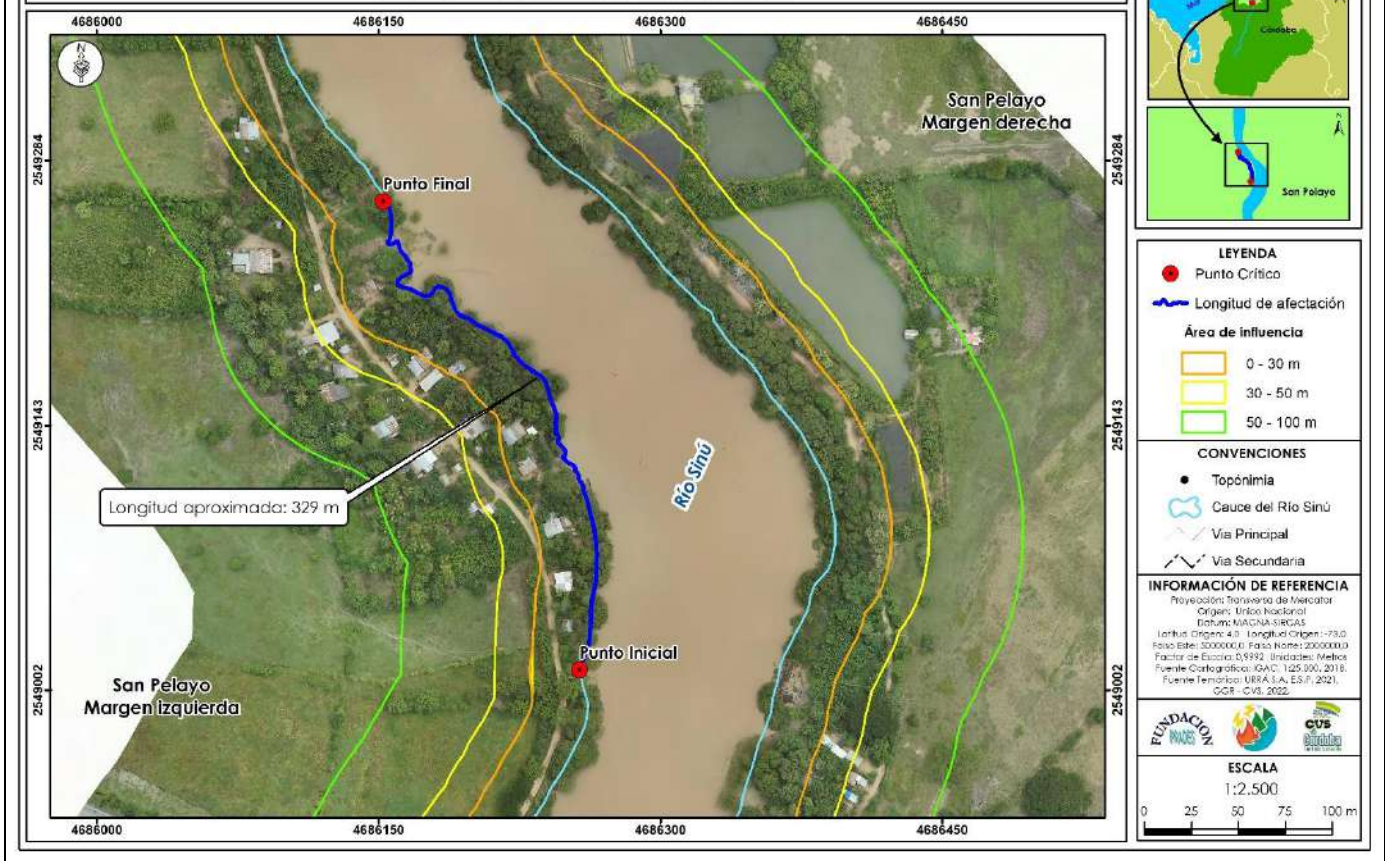 4686000 4686150 4686300 4686450
N
Córdoba
San Pelayo
Margen derecha
2549284
2549284
Punto Final
San Pelayo
LEYENDA
Punto Crítico
Longitud de afectación
Área de influencia
0 - 30 m
30 - 50 m
50 - 100 m
2549143
2549143
Río Sinú
Longitud aproximada: 329 m
CONVENCIONES
Topónimia
Cauce del Río Sinú
Via Principal
Via Secundaria
Punto Inicial
San Pelayo
Margen izquierda
2549002
2549002
INFORMACIÓN DE REFERENCIA
Proyección: Transversa de Mercator
Origen: Unico Nacional
Datum: MAGNA-SIRGAS
Latitud Origen: 4,0 Longitud Origen: -73,0
Falso Este: 5000000,0 Falso Norte: 2000000,0
Factor de Escala: 0,9992 Unidades: Metros
Fuente Cartográfica: IGAC, 1:25.000, 2018.
Fuente Temática: URRÁ S.A. E.S.P. 2021,
GGR - CVS, 2022.
FUNDACION
PRADES
CVS
Córdoba
ESCALA
1:2.500
0 25 50 75 100 m
4686000 4686150 4686300 4686450